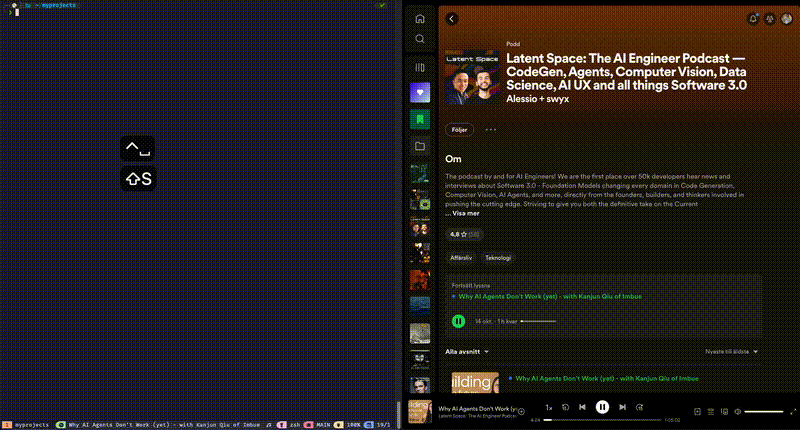 ~ myprojects
^
⇧S
1 myprojects Why AI Agents Don't Work (yet) - with Kanjun Qiu of Imbue zsh MAIN 100% 19/1
Podd
Latent Space: The AI Engineer Podcast —
CodeGen, Agents, Computer Vision, Data
Science, AI UX and all things Software 3.0
Alessio + swyx
Följer
Om
The podcast by and for AI Engineers! We are the first place over 50k developers hear news and
interviews about Software 3.0 - Foundation Models changing every domain in Code Generation,
Computer Vision, AI Agents, and more, directly from the founders, builders, and thinkers involved in
pushing the cutting edge. Striving to give you both the definitive take on the Current
... Visa mer
4,8
Affärsliv Teknologi
Fortsätt lyssna
Why AI Agents Don't Work (yet) - with Kanjun Qiu of Imbue
14 okt. · 1 h kvar
Alla avsnitt
Nyaste till äldsta
Why AI Agents Don't Work (yet) - with Kanjun Qiu of Imbue
Why AI Agents Don't Work (ye
Latent Space: The AI Engineer Podcas
1x
4:24
1:05:02